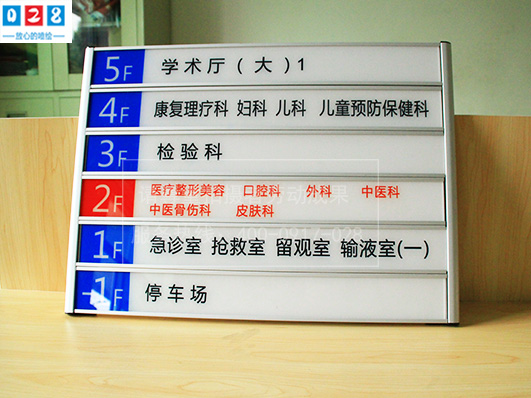 028
放心的喷绘
5F 学术厅（大）1
4F 康复理疗科 妇科 儿科 儿童预防保健科
3F 检验科
2F 医疗整形美容 口腔科 外科 中医科
中医骨伤科 皮肤科
1F 急诊室 抢救室 留观室 输液室(一)
-1F 停车场